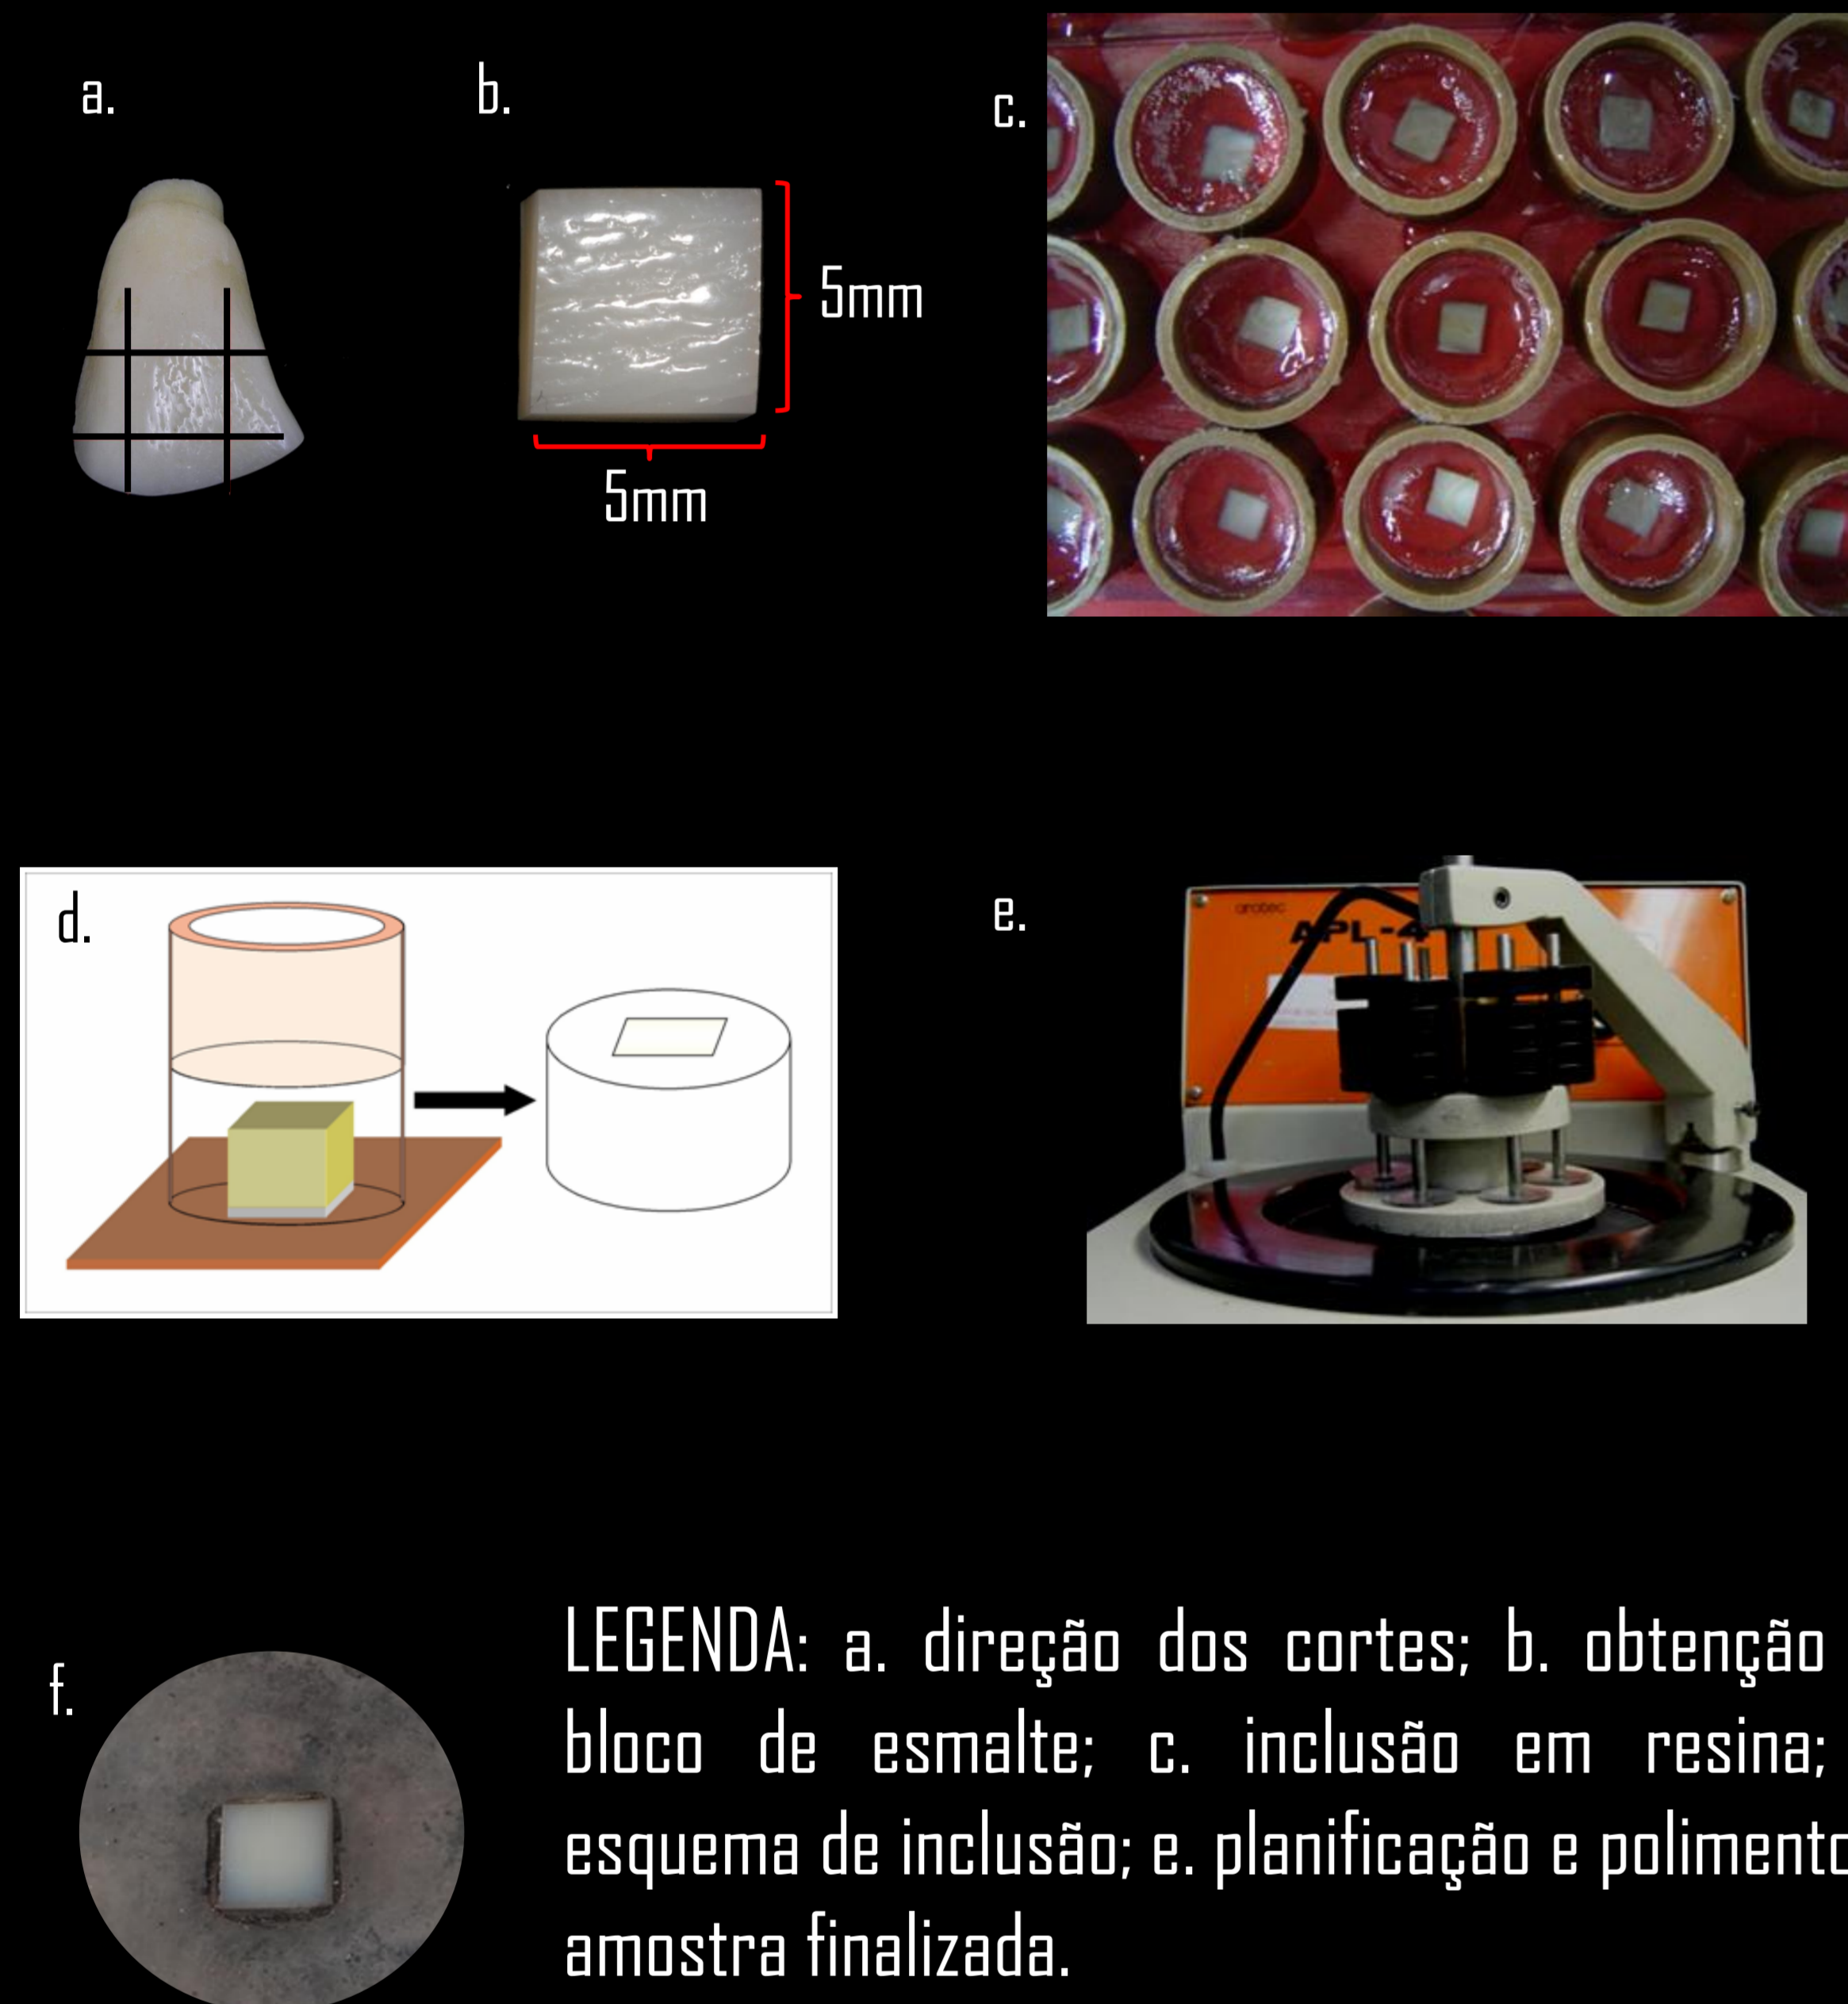 a.
b.
c.
5mm
5mm
d.
e.
arotec
APL-4
f.
LEGENDA: a. direção dos cortes; b. obtenção
bloco de esmalte; c. inclusão em resina;
esquema de inclusão; e. planificação e polimento
amostra finalizada.